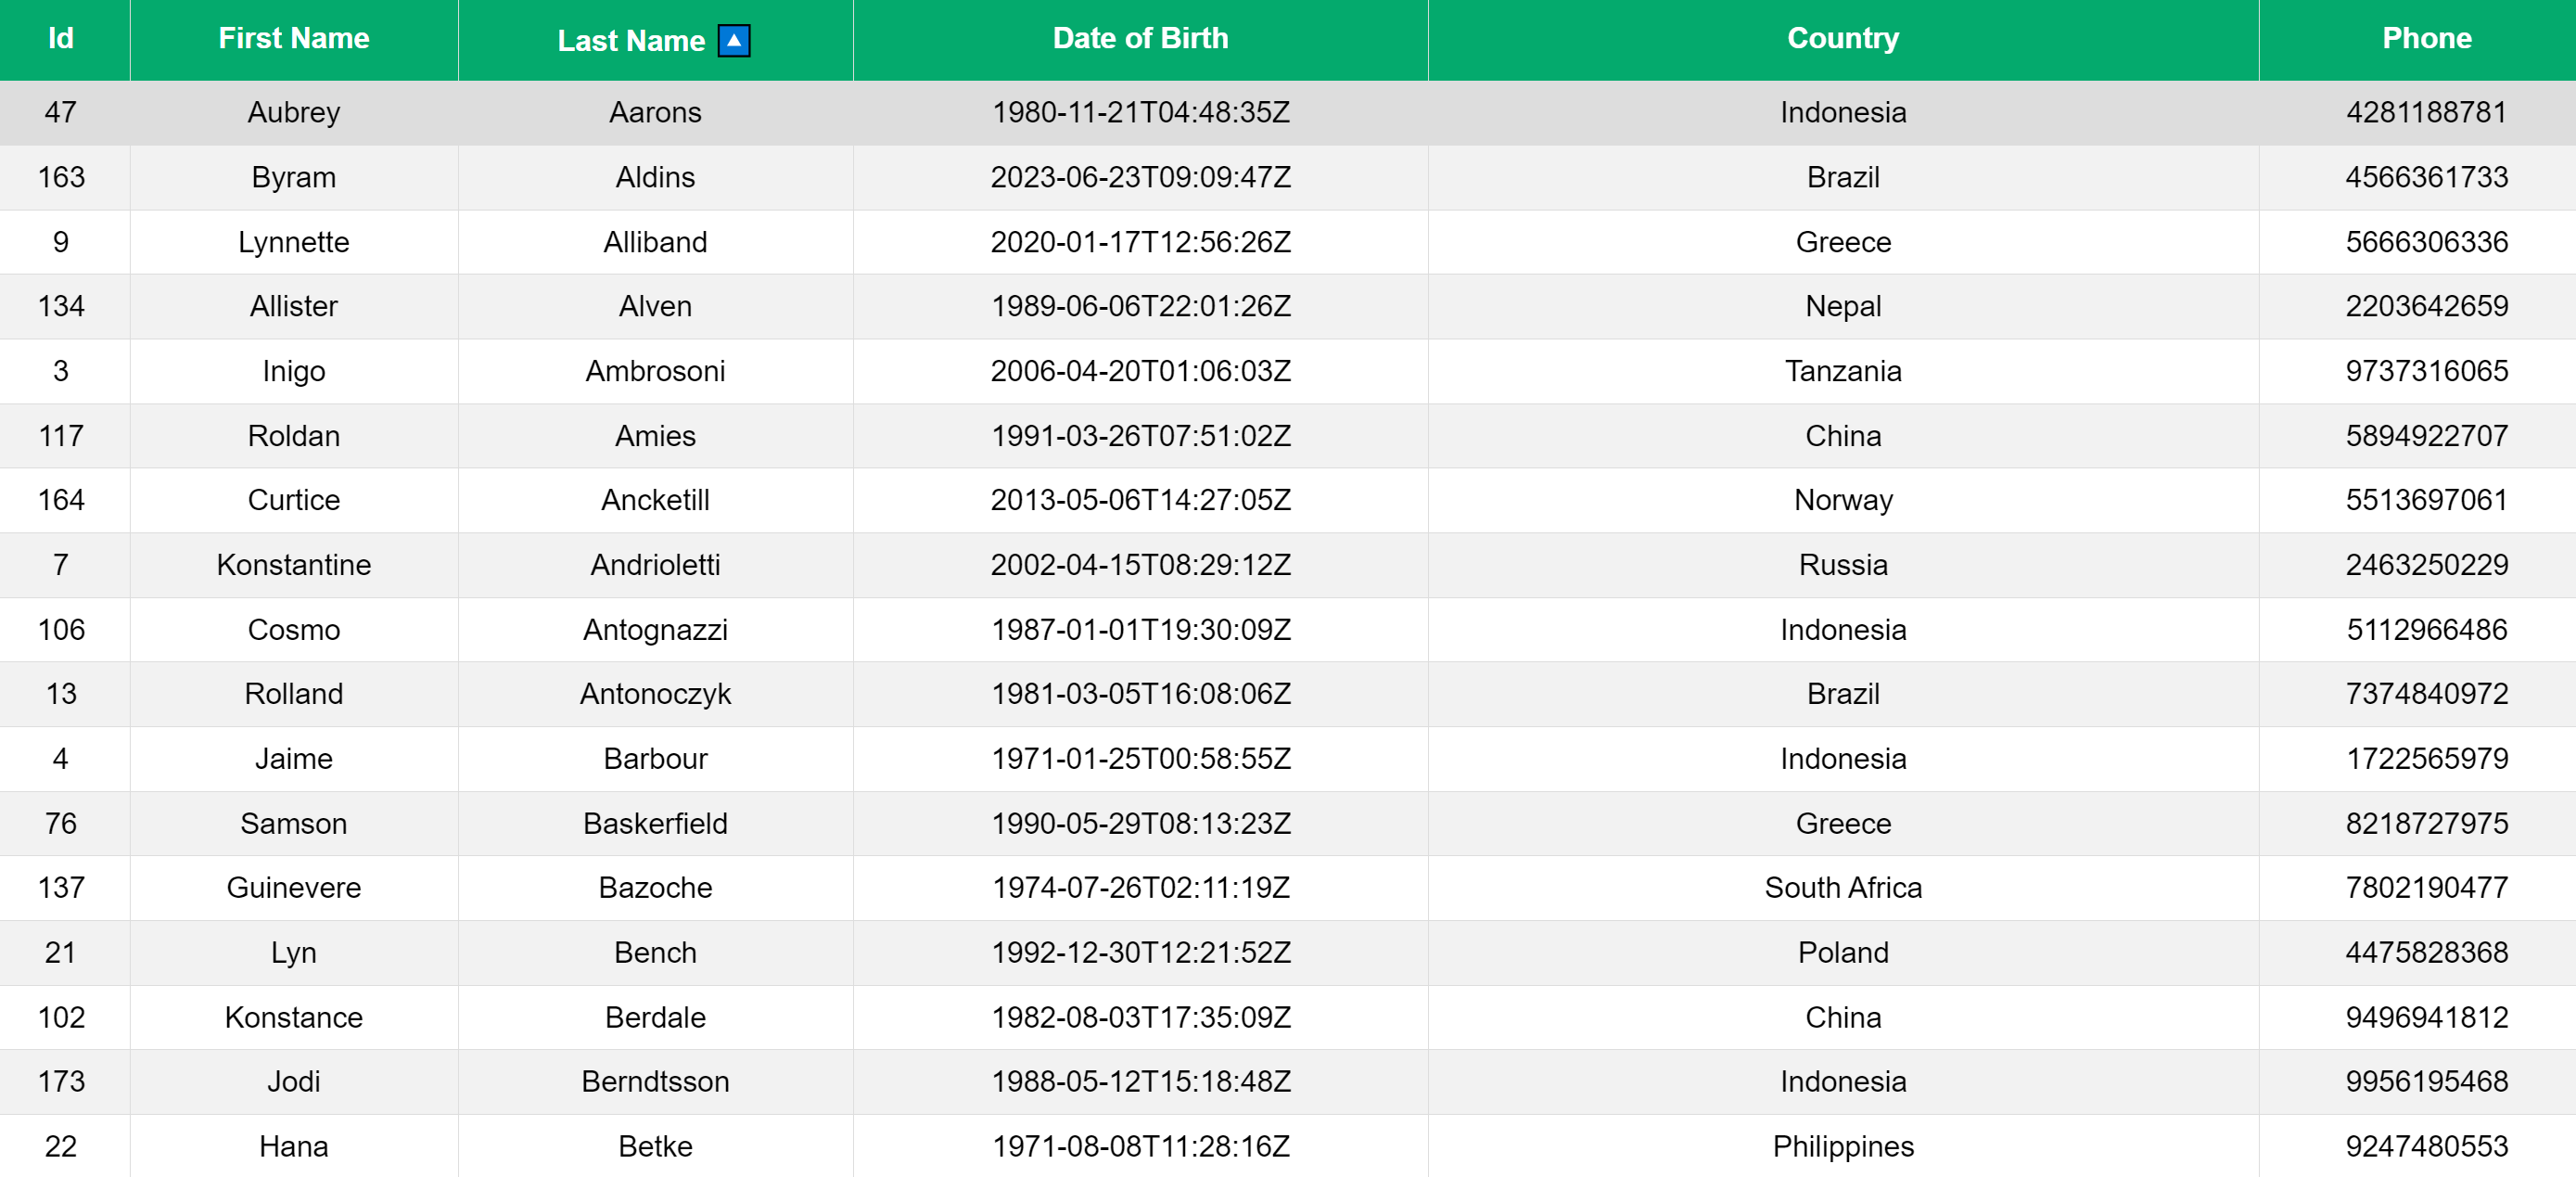 Id First Name Last Name Date of Birth Country Phone
47 Aubrey Aarons 1980-11-21T04:48:35Z Indonesia 4281188781
163 Byram Aldins 2023-06-23T09:09:47Z Brazil 4566361733
9 Lynnette Alliband 2020-01-17T12:56:26Z Greece 5666306336
134 Allister Alven 1989-06-06T22:01:26Z Nepal 2203642659
3 Inigo Ambrosoni 2006-04-20T01:06:03Z Tanzania 9737316065
117 Roldan Amies 1991-03-26T07:51:02Z China 5894922707
164 Curtice Ancketill 2013-05-06T14:27:05Z Norway 5513697061
7 Konstantine Andrioletti 2002-04-15T08:29:12Z Russia 2463250229
106 Cosmo Antognazzi 1987-01-01T19:30:09Z Indonesia 5112966486
13 Rolland Antonoczyk 1981-03-05T16:08:06Z Brazil 7374840972
4 Jaime Barbour 1971-01-25T00:58:55Z Indonesia 1722565979
76 Samson Baskerfield 1990-05-29T08:13:23Z Greece 8218727975
137 Guinevere Bazoche 1974-07-26T02:11:19Z South Africa 7802190477
21 Lyn Bench 1992-12-30T12:21:52Z Poland 4475828368
102 Konstance Berdale 1982-08-03T17:35:09Z China 9496941812
173 Jodi Berndtsson 1988-05-12T15:18:48Z Indonesia 9956195468
22 Hana Betke 1971-08-08T11:28:16Z Philippines 9247480553